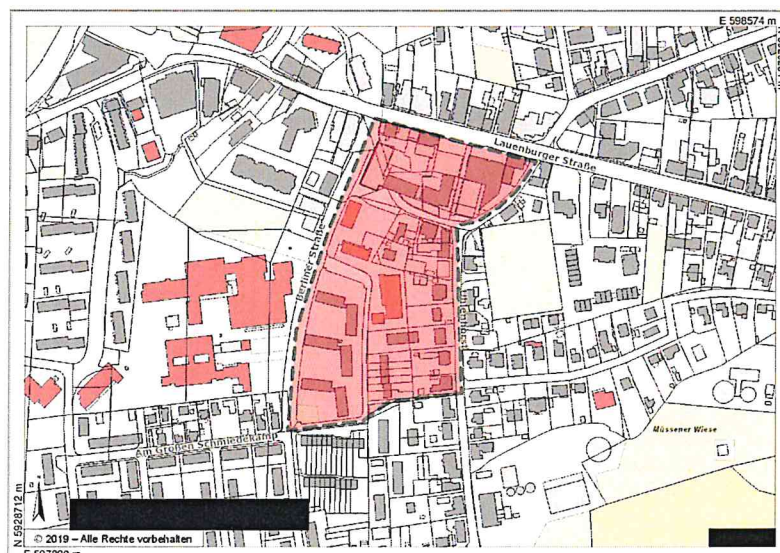 E 598574 m
Lauenburger Straße
Berliner Straße
Müssener Wiese
Am Großen Schmiedekamp
N 5928712 m
© 2019 – Alle Rechte vorbehalten